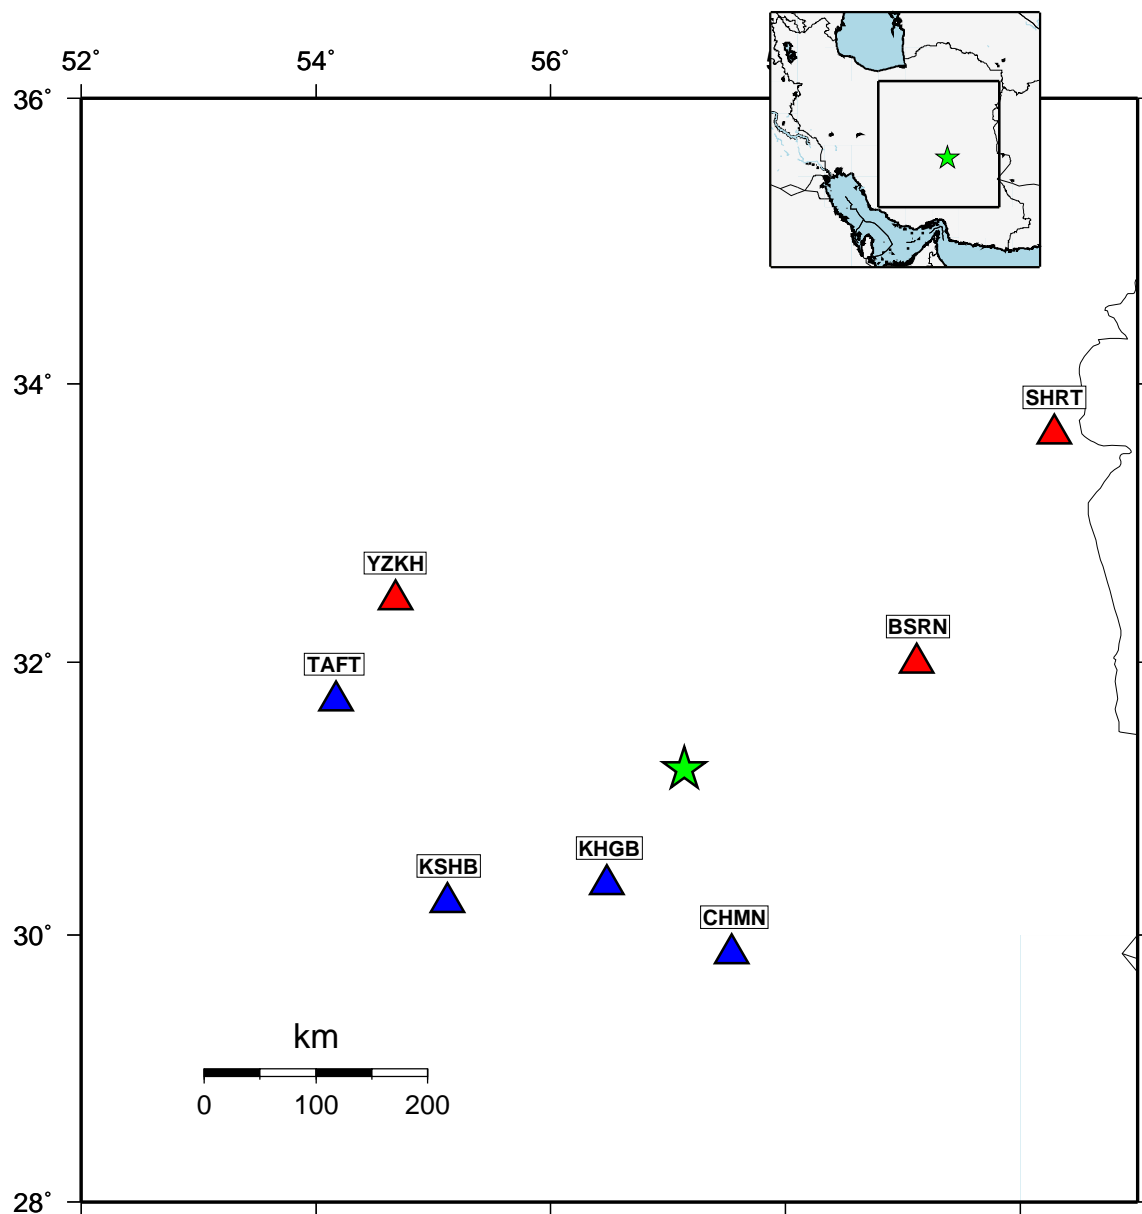 52˚ 54˚ 56˚
36˚
34˚
SHRT
YZKH
BSRN
32˚
TAFT
KHGB
KSHB
CHMN
30˚
km
0 100 200
28˚